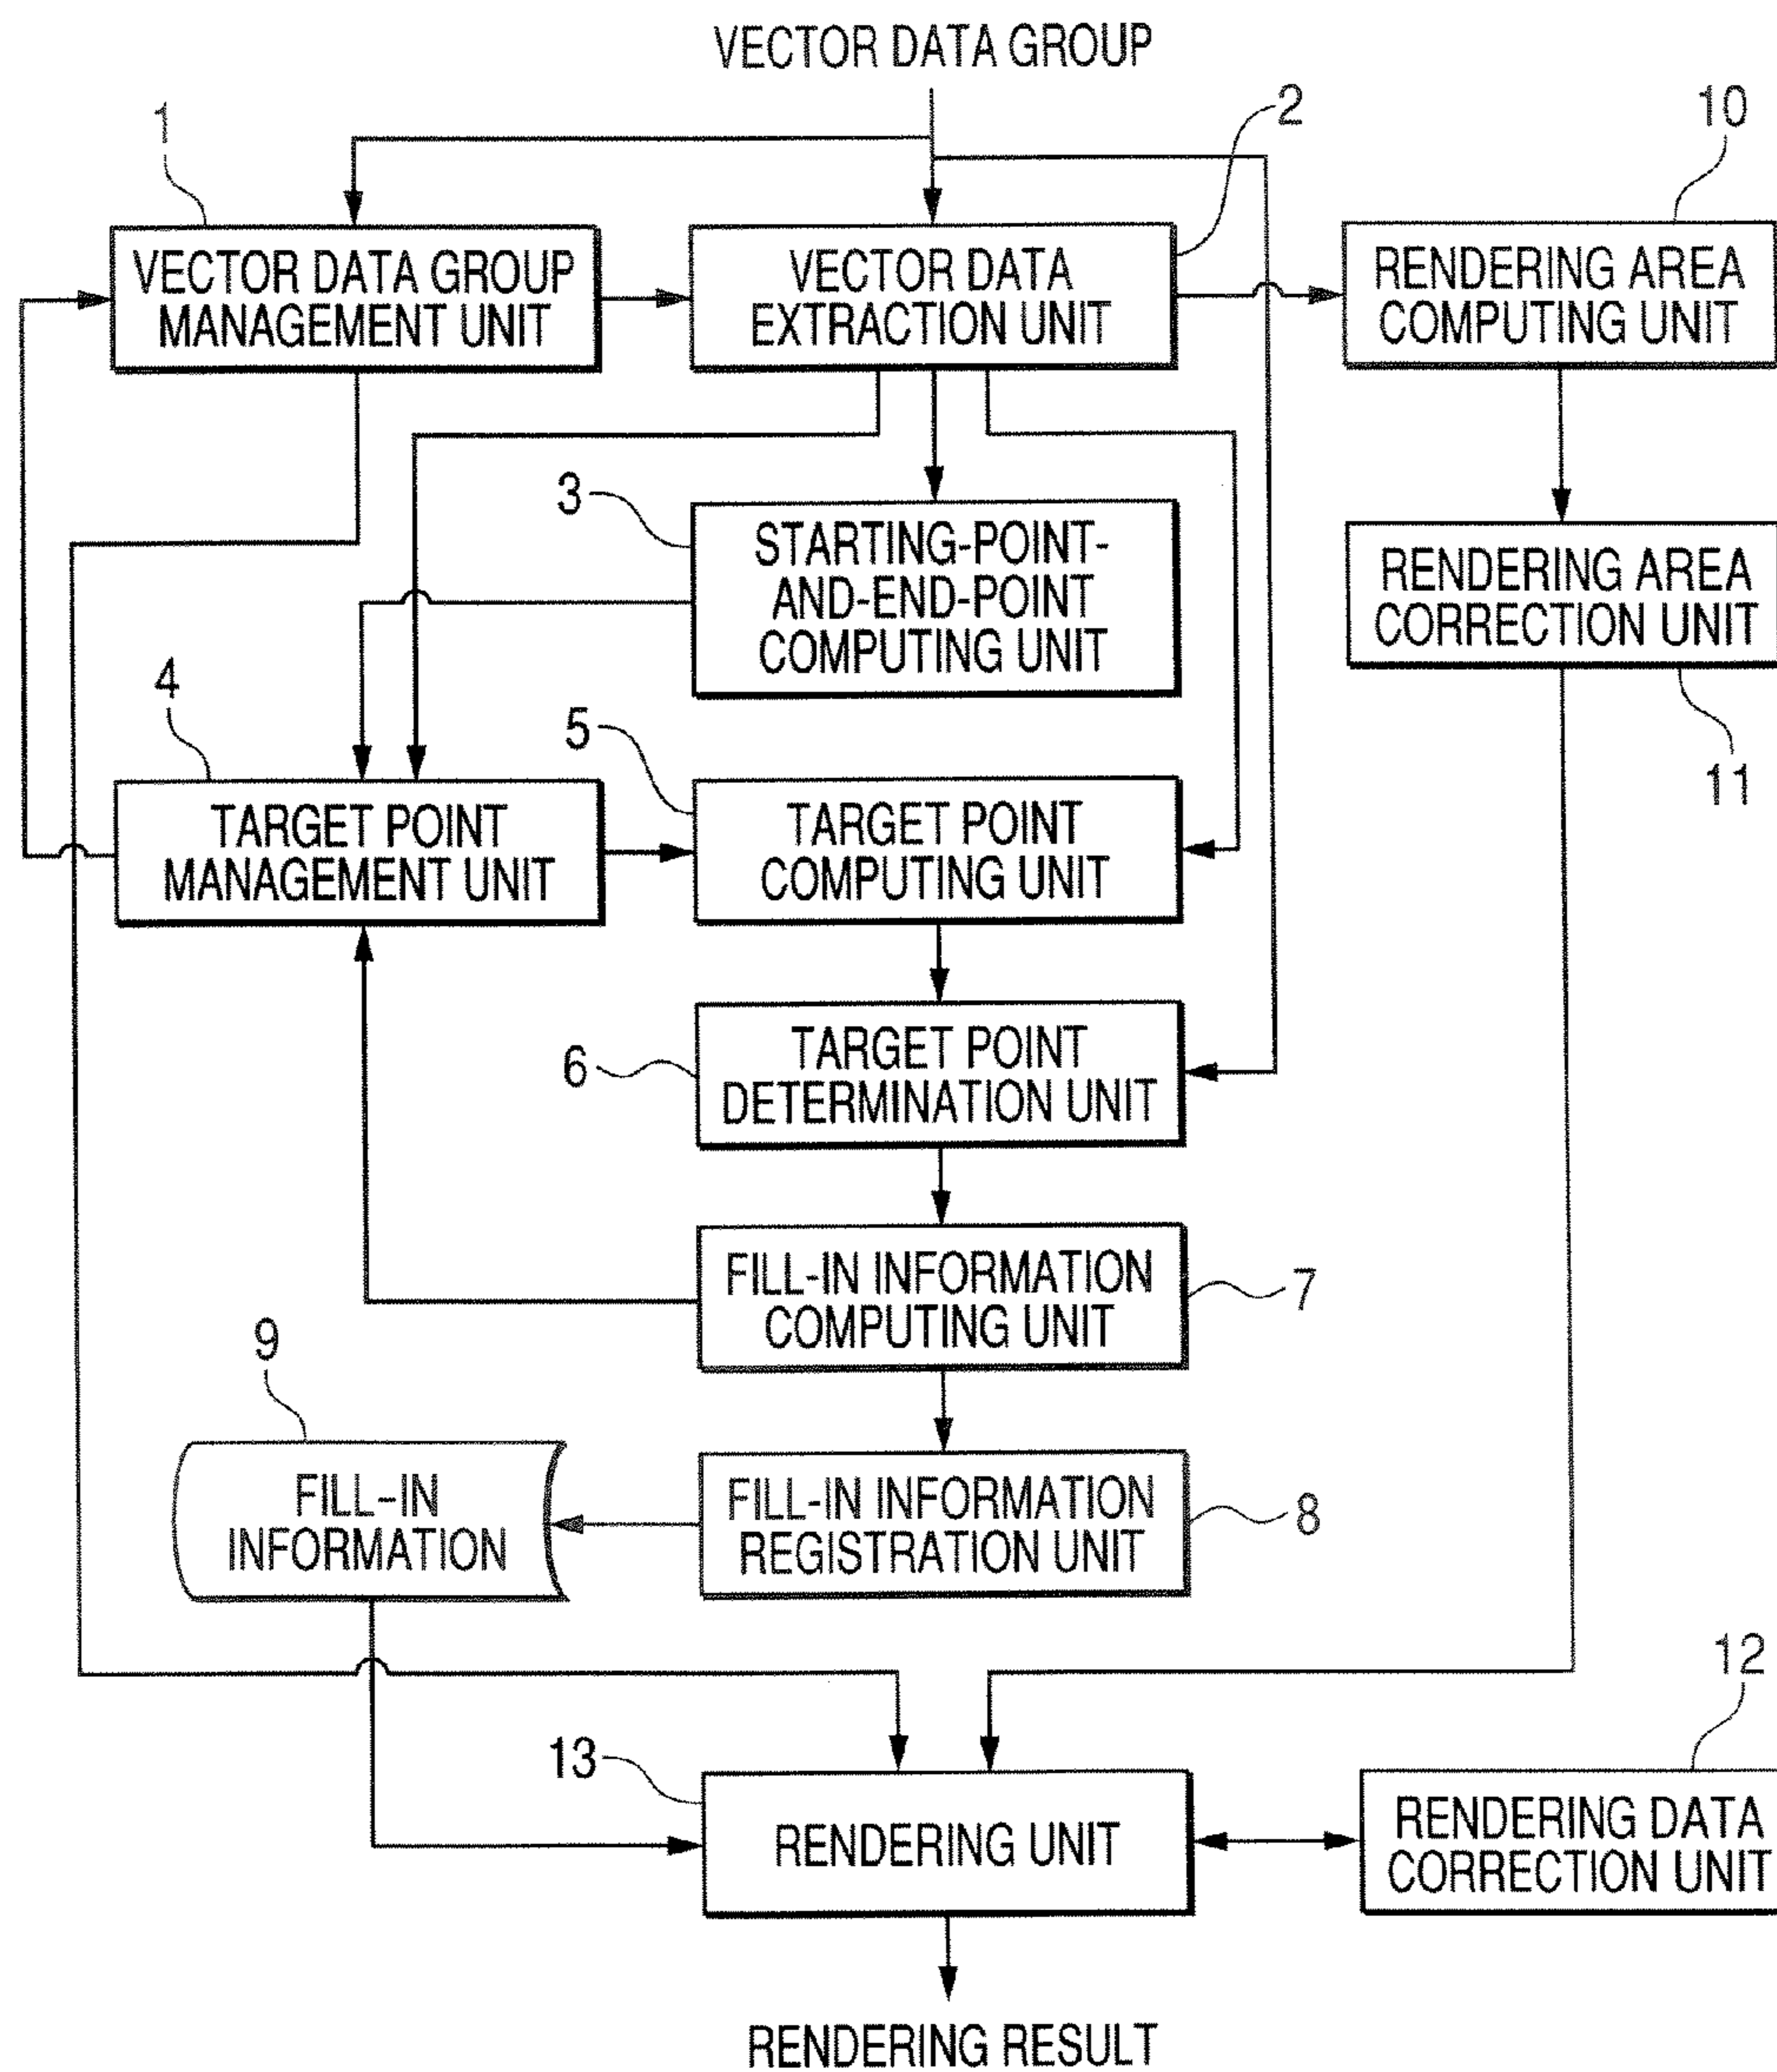 VECTOR DATA GROUP
1
2
10
VECTOR DATA GROUP
MANAGEMENT UNIT
VECTOR DATA
EXTRACTION UNIT
RENDERING AREA
COMPUTING UNIT
3
STARTING-POINT-
AND-END-POINT
COMPUTING UNIT
RENDERING AREA
CORRECTION UNIT
11
4
TARGET POINT
MANAGEMENT UNIT
5
TARGET POINT
COMPUTING UNIT
6
TARGET POINT
DETERMINATION UNIT
FILL-IN INFORMATION
COMPUTING UNIT
7
9
FILL-IN
INFORMATION
FILL-IN INFORMATION
REGISTRATION UNIT
8
12
13
RENDERING UNIT
RENDERING DATA
CORRECTION UNIT
RENDERING RESULT